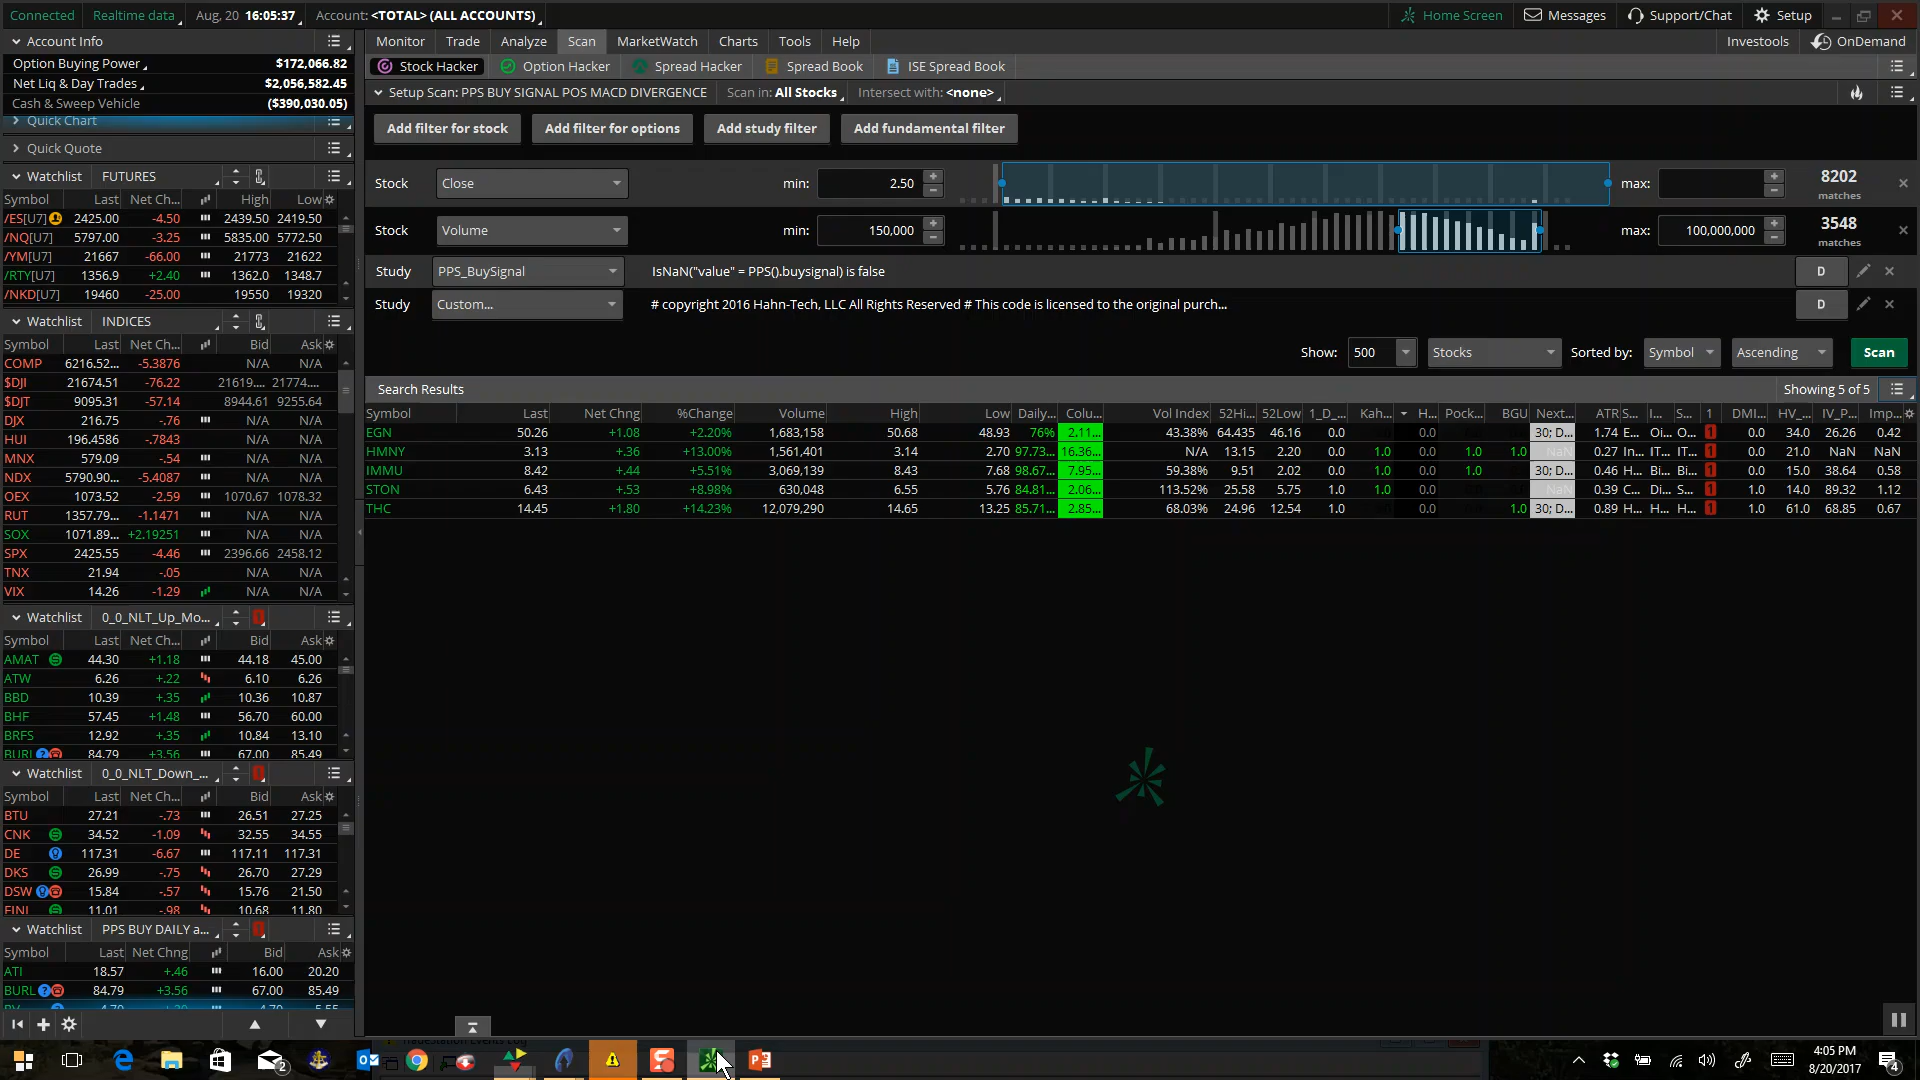 Connected Realtime data Aug, 20 16:05:37 Account: <TOTAL> (ALL ACCOUNTS) Home Screen Messages Support/Chat Setup
Account Info
Option Buying Power $172,066.82
Net Liq & Day Trades $2,056,582.45
Cash & Sweep Vehicle ($390,030.05)
Quick Chart
Quick Quote
Watchlist FUTURES
Symbol Last Net Ch... High Low
/ES[U7] 2425.00 -4.50 2439.50 2419.50
/NQ[U7] 5797.00 -3.25 5835.00 5772.50
/YM[U7] 21667 -66.00 21773 21622
/RTY[U7] 1356.9 +2.40 1362.0 1348.7
/NKD[U7] 19460 -25.00 19550 19320
Watchlist INDICES
Symbol Last Net Ch... Bid Ask
COMP 6216.52... -5.3876 N/A N/A
$DJI 21674.51 -76.22 21619.... 21774....
$DJT 9095.31 -57.14 8944.61 9255.64
DJX 216.75 -.76 N/A N/A
HUI 196.4586 -.7843 N/A N/A
MNX 579.09 -.54 N/A N/A
NDX 5790.90... -5.4087 N/A N/A
OEX 1073.52 -2.59 1070.67 1078.32
RUT 1357.79... -1.1471 N/A N/A
SOX 1071.89... +2.19251 N/A N/A
SPX 2425.55 -4.46 2396.66 2458.12
TNX 21.94 -.05 N/A N/A
VIX 14.26 -1.29 N/A N/A
Watchlist 0_0_NLT_Up_Mo...
Symbol Last Net Ch... Bid Ask
AMAT 44.30 +1.18 44.18 45.00
ATW 6.26 +.22 6.10 6.26
BBD 10.39 +.35 10.36 10.87
BHF 57.45 +1.48 56.70 60.00
BRFS 12.92 +.35 10.84 13.10
BURL 84.79 +3.56 67.00 85.49
Watchlist 0_0_NLT_Down_...
Symbol Last Net Ch... Bid Ask
BTU 27.21 -.73 26.51 27.25
CNK 34.52 -1.09 32.55 34.55
DE 117.31 -6.67 117.11 117.31
DKS 26.99 -.75 26.70 27.29
DSW 15.84 -.57 15.76 21.50
FINL 11.01 -.98 10.68 11.80
Watchlist PPS BUY DAILY a...
Symbol Last Net Chng Bid Ask
ATI 18.57 +.46 16.00 20.20
BURL 84.79 +3.56 67.00 85.49
Monitor Trade Analyze Scan MarketWatch Charts Tools Help Investools OnDemand
Stock Hacker Option Hacker Spread Hacker Spread Book ISE Spread Book
Setup Scan: PPS BUY SIGNAL POS MACD DIVERGENCE Scan in: All Stocks Intersect with: <none>
Add filter for stock Add filter for options Add study filter Add fundamental filter
Stock Close min: 2.50 max: 8202 matches
Stock Volume min: 150,000 max: 100,000,000 3548 matches
Study PPS_BuySignal IsNaN("value" = PPS().buysignal) is false D
Study Custom... # copyright 2016 Hahn-Tech, LLC All Rights Reserved # This code is licensed to the original purch... D
Show: 500 Stocks Sorted by: Symbol Ascending Scan
Search Results Showing 5 of 5
Symbol Last Net Chng %Change Volume High Low Daily... Colu... Vol Index 52Hi... 52Low 1_D_... Kah... H... Pock... BGU Next... ATR S... I... S... 1 DMI... HV_... IV_P... Imp...
EGN 50.26 +1.08 +2.20% 1,683,158 50.68 48.93 76% 2.11... 43.38% 64.435 46.16 0.0 0.0 30; D... 1.74 E... Oi... O... 1 0.0 34.0 26.26 0.42
HMNY 3.13 +.36 +13.00% 1,561,401 3.14 2.70 97.73... 16.36... N/A 13.15 2.20 0.0 1.0 0.0 1.0 1.0 NaN 0.27 In... IT... T... 1 0.0 21.0 NaN NaN
IMMU 8.42 +.44 +5.51% 3,069,139 8.43 7.68 98.67... 7.95... 59.38% 9.51 2.02 0.0 1.0 0.0 1.0 30; D... 0.46 H... Bi... B... 1 0.0 15.0 38.64 0.58
STON 6.43 +.53 +8.98% 630,048 6.55 5.76 84.81... 2.06... 113.52% 25.58 5.75 1.0 1.0 0.0 NaN 0.39 C... Di... S... 1 1.0 14.0 89.32 1.12
THC 14.45 +1.80 +14.23% 12,079,290 14.65 13.25 85.71... 2.85... 68.03% 24.96 12.54 1.0 0.0 1.0 30; D... 0.89 H... H... H... 1 1.0 61.0 68.85 0.67
4:05 PM
8/20/2017